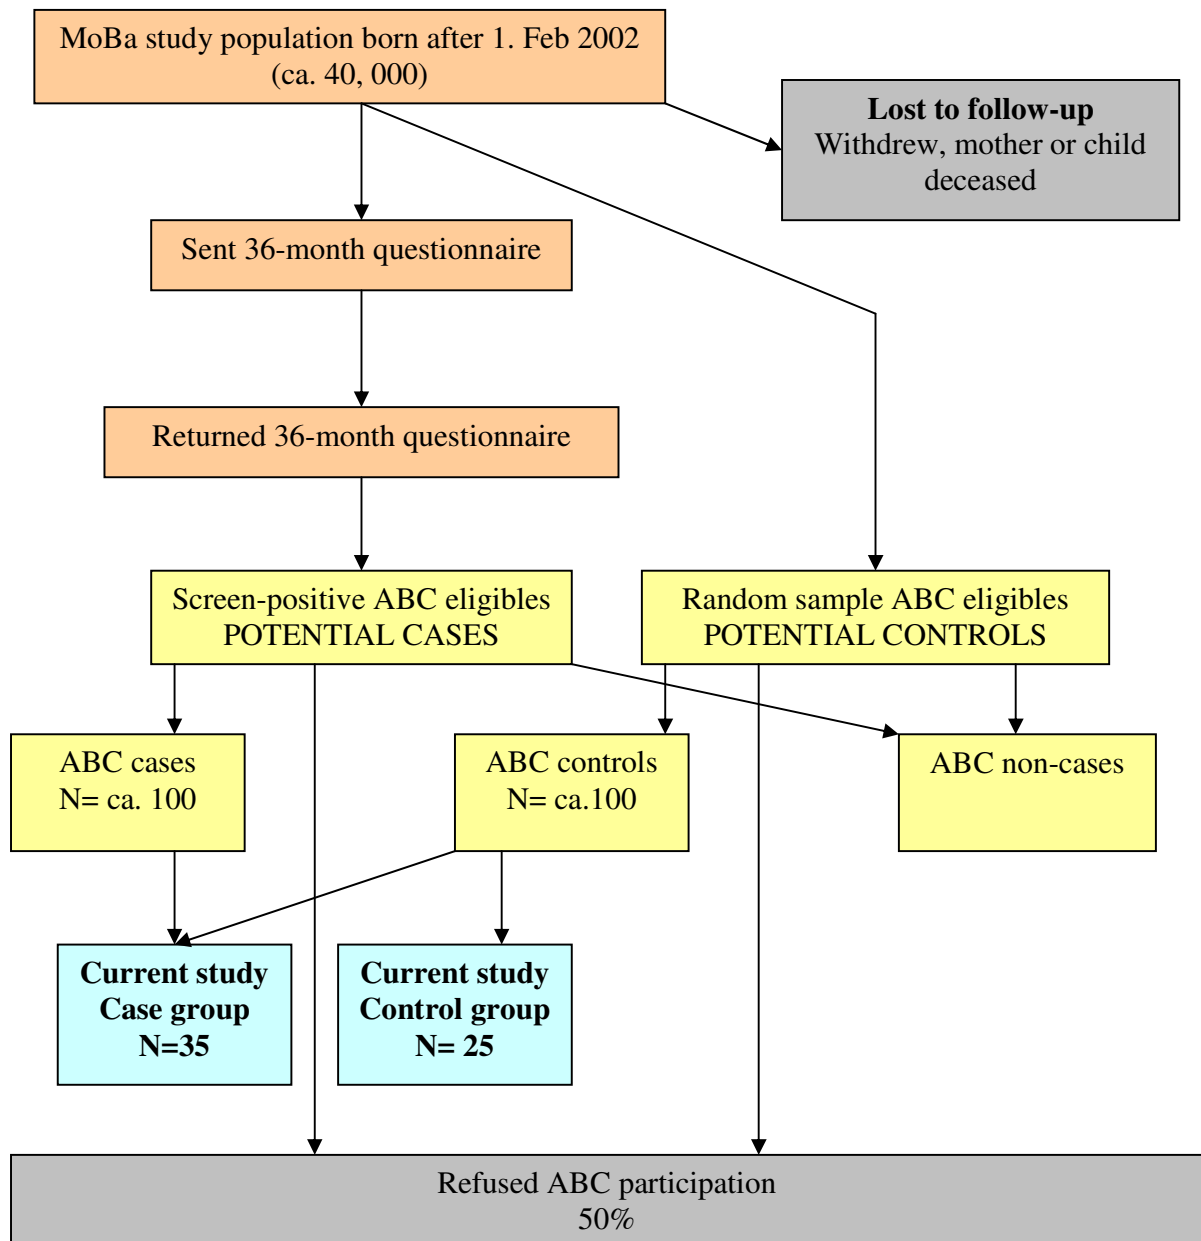 MoBa study population born after 1. Feb 2002
(ca. 40, 000)
Lost to follow-up
Withdrew, mother or child
deceased
Sent 36-month questionnaire
Returned 36-month questionnaire
Screen-positive ABC eligibles
POTENTIAL CASES
Random sample ABC eligibles
POTENTIAL CONTROLS
ABC cases
N= ca. 100
ABC controls
N= ca.100
ABC non-cases
Current study
Case group
N=35
Current study
Control group
N= 25
Refused ABC participation
50%